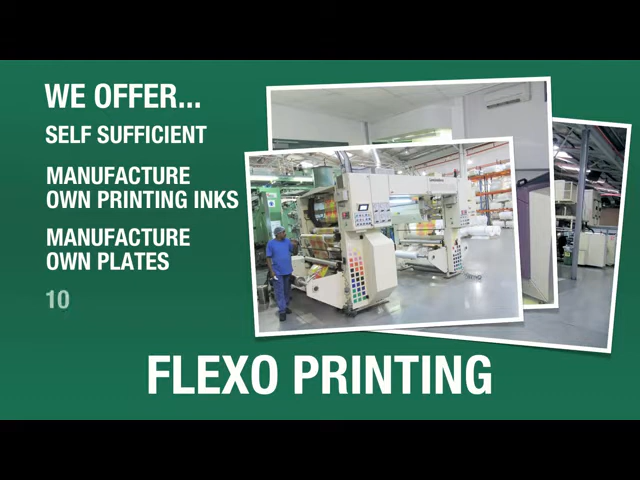 WE OFFER...
SELF SUFFICIENT
MANUFACTURE
OWN PRINTING INKS
MANUFACTURE
OWN PLATES
10
FLEXO PRINTING